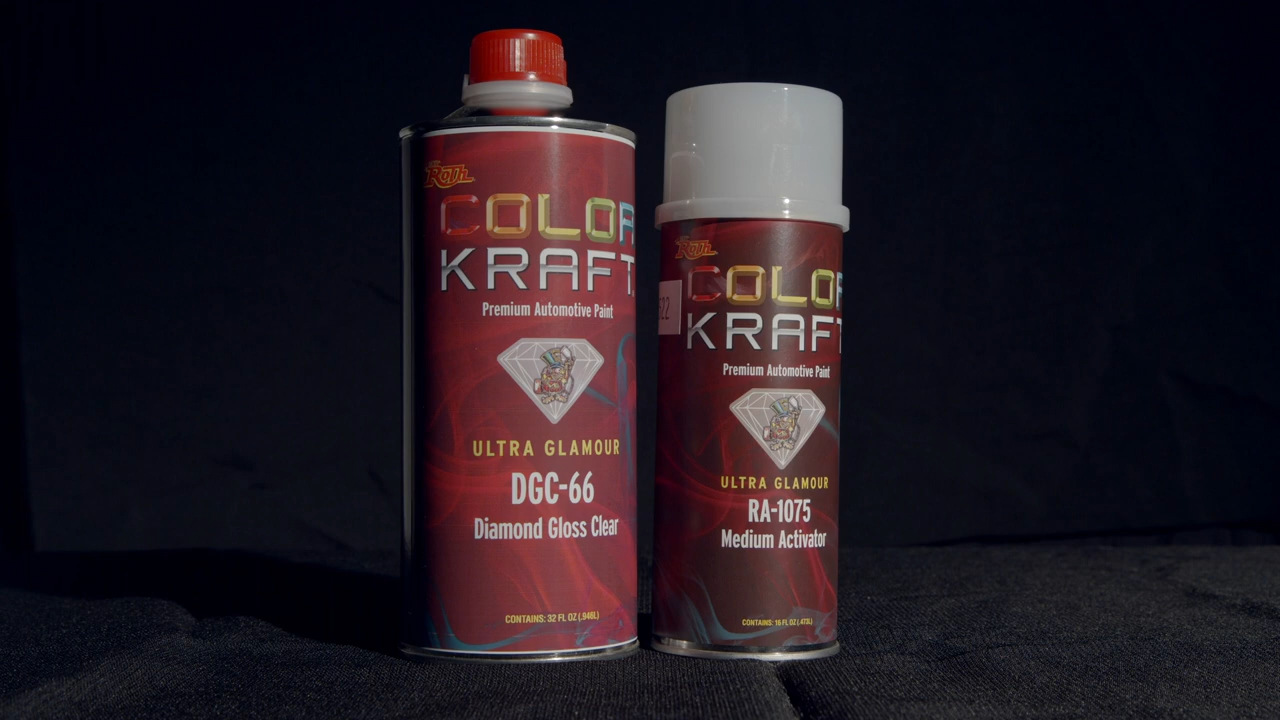 Roth
COLOR
KRAFT
Premium Automotive Paint
ULTRA GLAMOUR
DGC-66
Diamond Gloss Clear
CONTAINS: 32 FL OZ (.946L)
Roth
COLOR
KRAFT
Premium Automotive Paint
ULTRA GLAMOUR
RA-1075
Medium Activator
CONTAINS: 16 FL OZ (.473L)